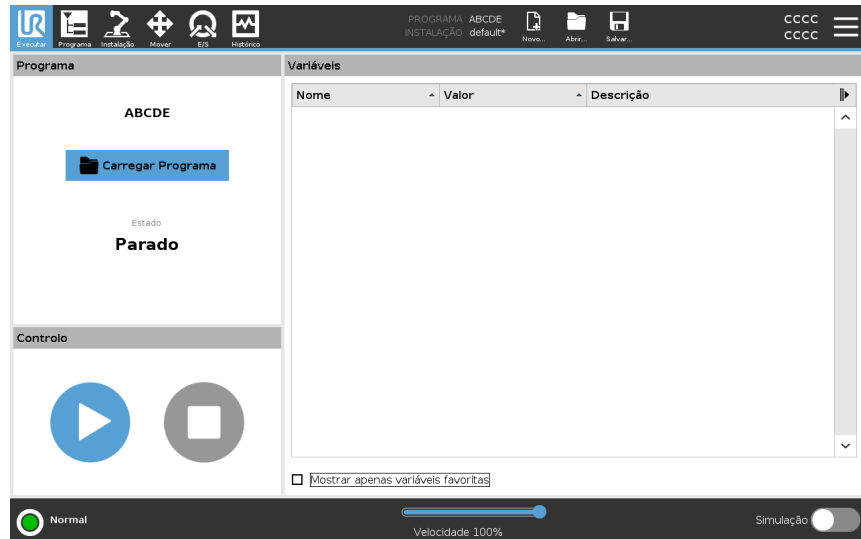 PROGRAMA ABCDE
INSTALAÇÃO default*
CCCC
CCCC
Executar Programa Instalação Mover E/S Histórico Novo... Abrir... Salvar...
Programa
Variáveis
Nome Valor Descrição
ABCDE
Carregar Programa
Estado
Parado
Controlo
Mostrar apenas variáveis favoritas
Normal
Velocidade 100%
Simulação